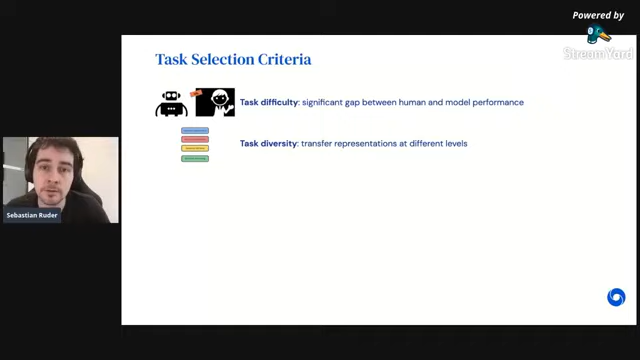 Powered by
StreamYard
Task Selection Criteria
Task difficulty: significant gap between human and model performance
Task diversity: transfer representations at different levels
Sebastian Ruder